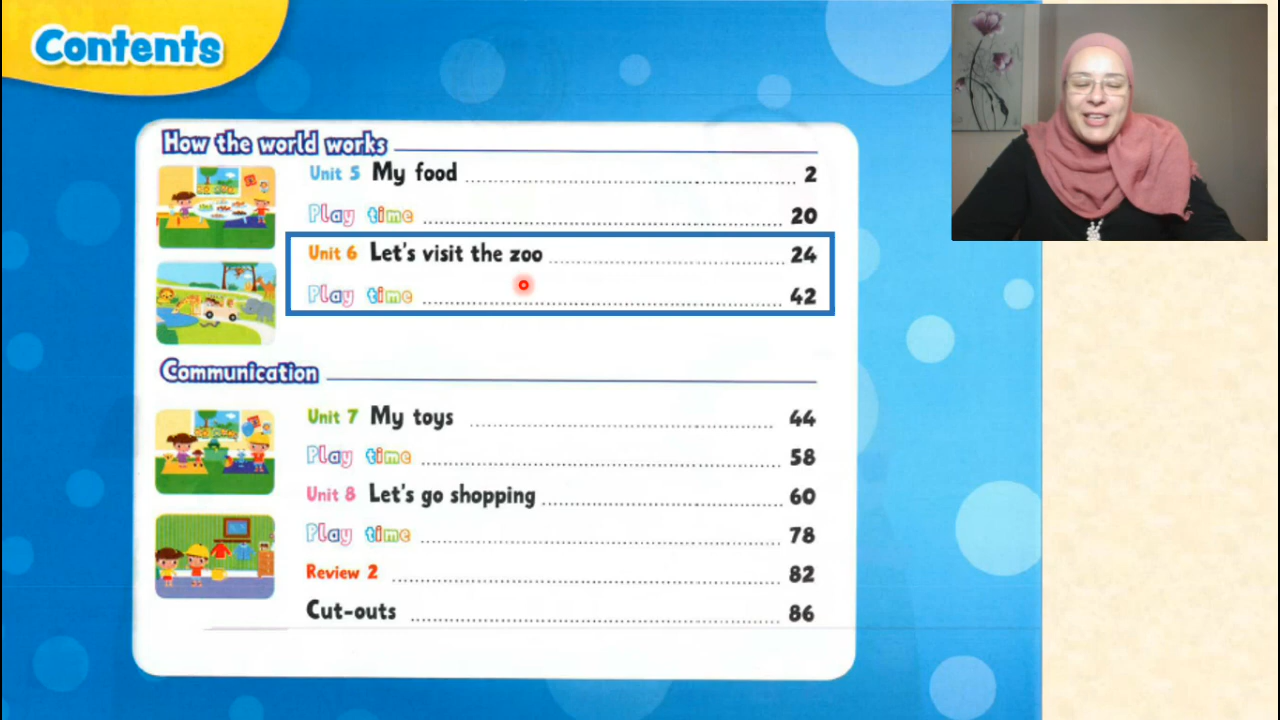 Contents
How the world works
Unit 5 My food 2
Play time 20
Unit 6 Let's visit the zoo 24
Play time 42
Communication
Unit 7 My toys 44
Play time 58
Unit 8 Let's go shopping 60
Play time 78
Review 2 82
Cut-outs 86